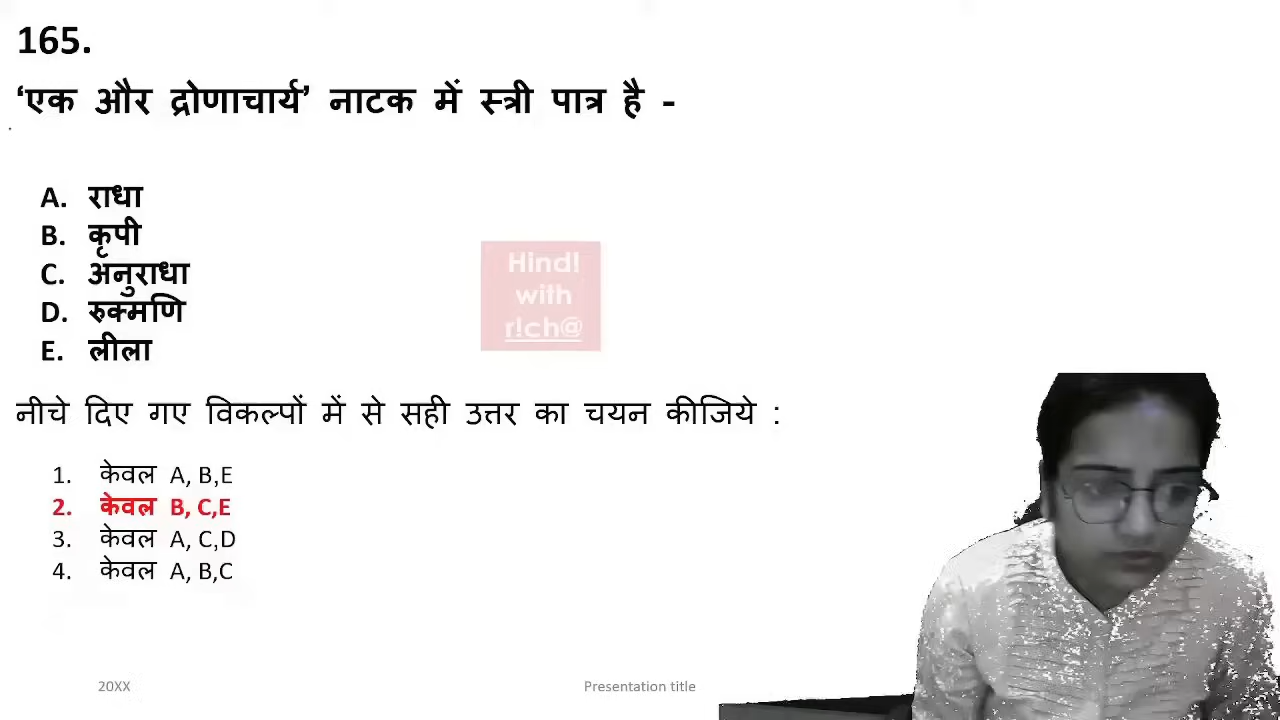 165.
‘एक और द्रोणाचार्य’ नाटक में स्त्री पात्र है -
A. राधा
B. कृपी
C. अनुराधा
D. रुक्मणि
E. लीला
Hind!
with
r!ch@
नीचे दिए गए विकल्पों में से सही उत्तर का चयन कीजिये :
1. केवल A, B,E
2. केवल B, C,E
3. केवल A, C,D
4. केवल A, B,C
20XX
Presentation title